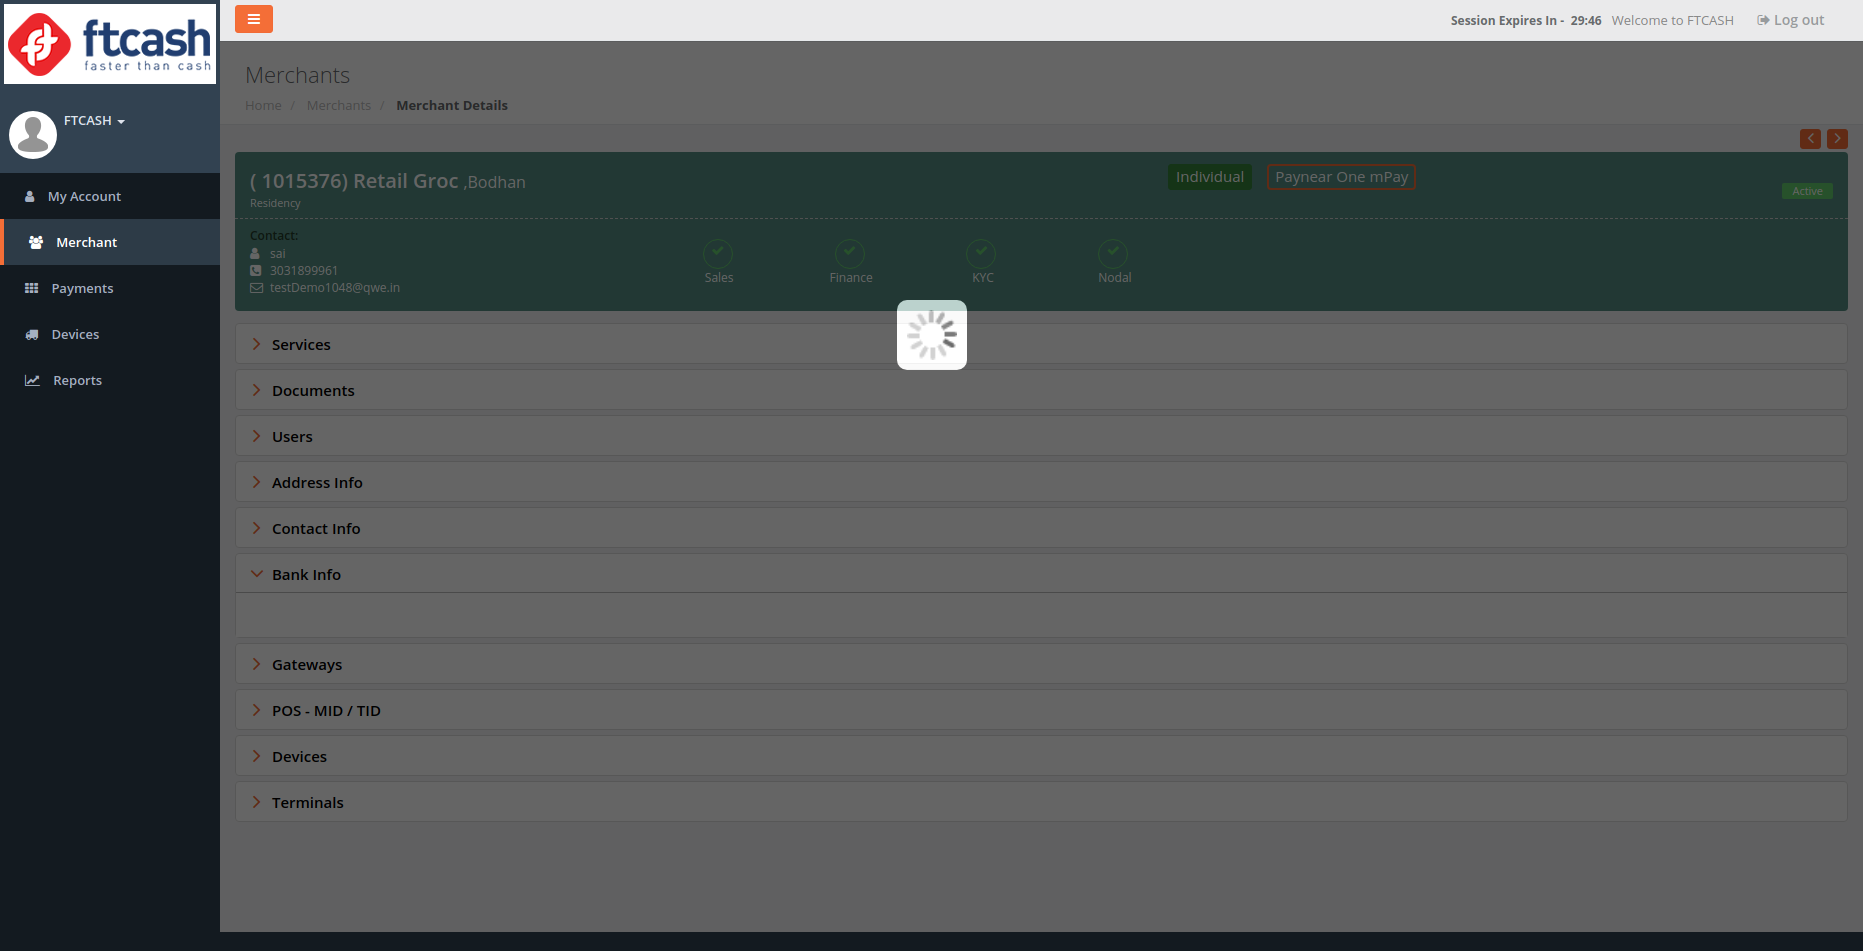 ftcash
faster than cash
Session Expires In - 29:46 Welcome to FTCASH Log out
FTCASH
My Account
Merchant
Payments
Devices
Reports
Merchants
Home / Merchants / Merchant Details
( 1015376) Retail Groc ,Bodhan
Residency
Individual
Paynear One mPay
Active
Contact:
sai
3031899961
testDemo1048@qwe.in
Sales
Finance
KYC
Nodal
Services
Documents
Users
Address Info
Contact Info
Bank Info
Gateways
POS - MID / TID
Devices
Terminals